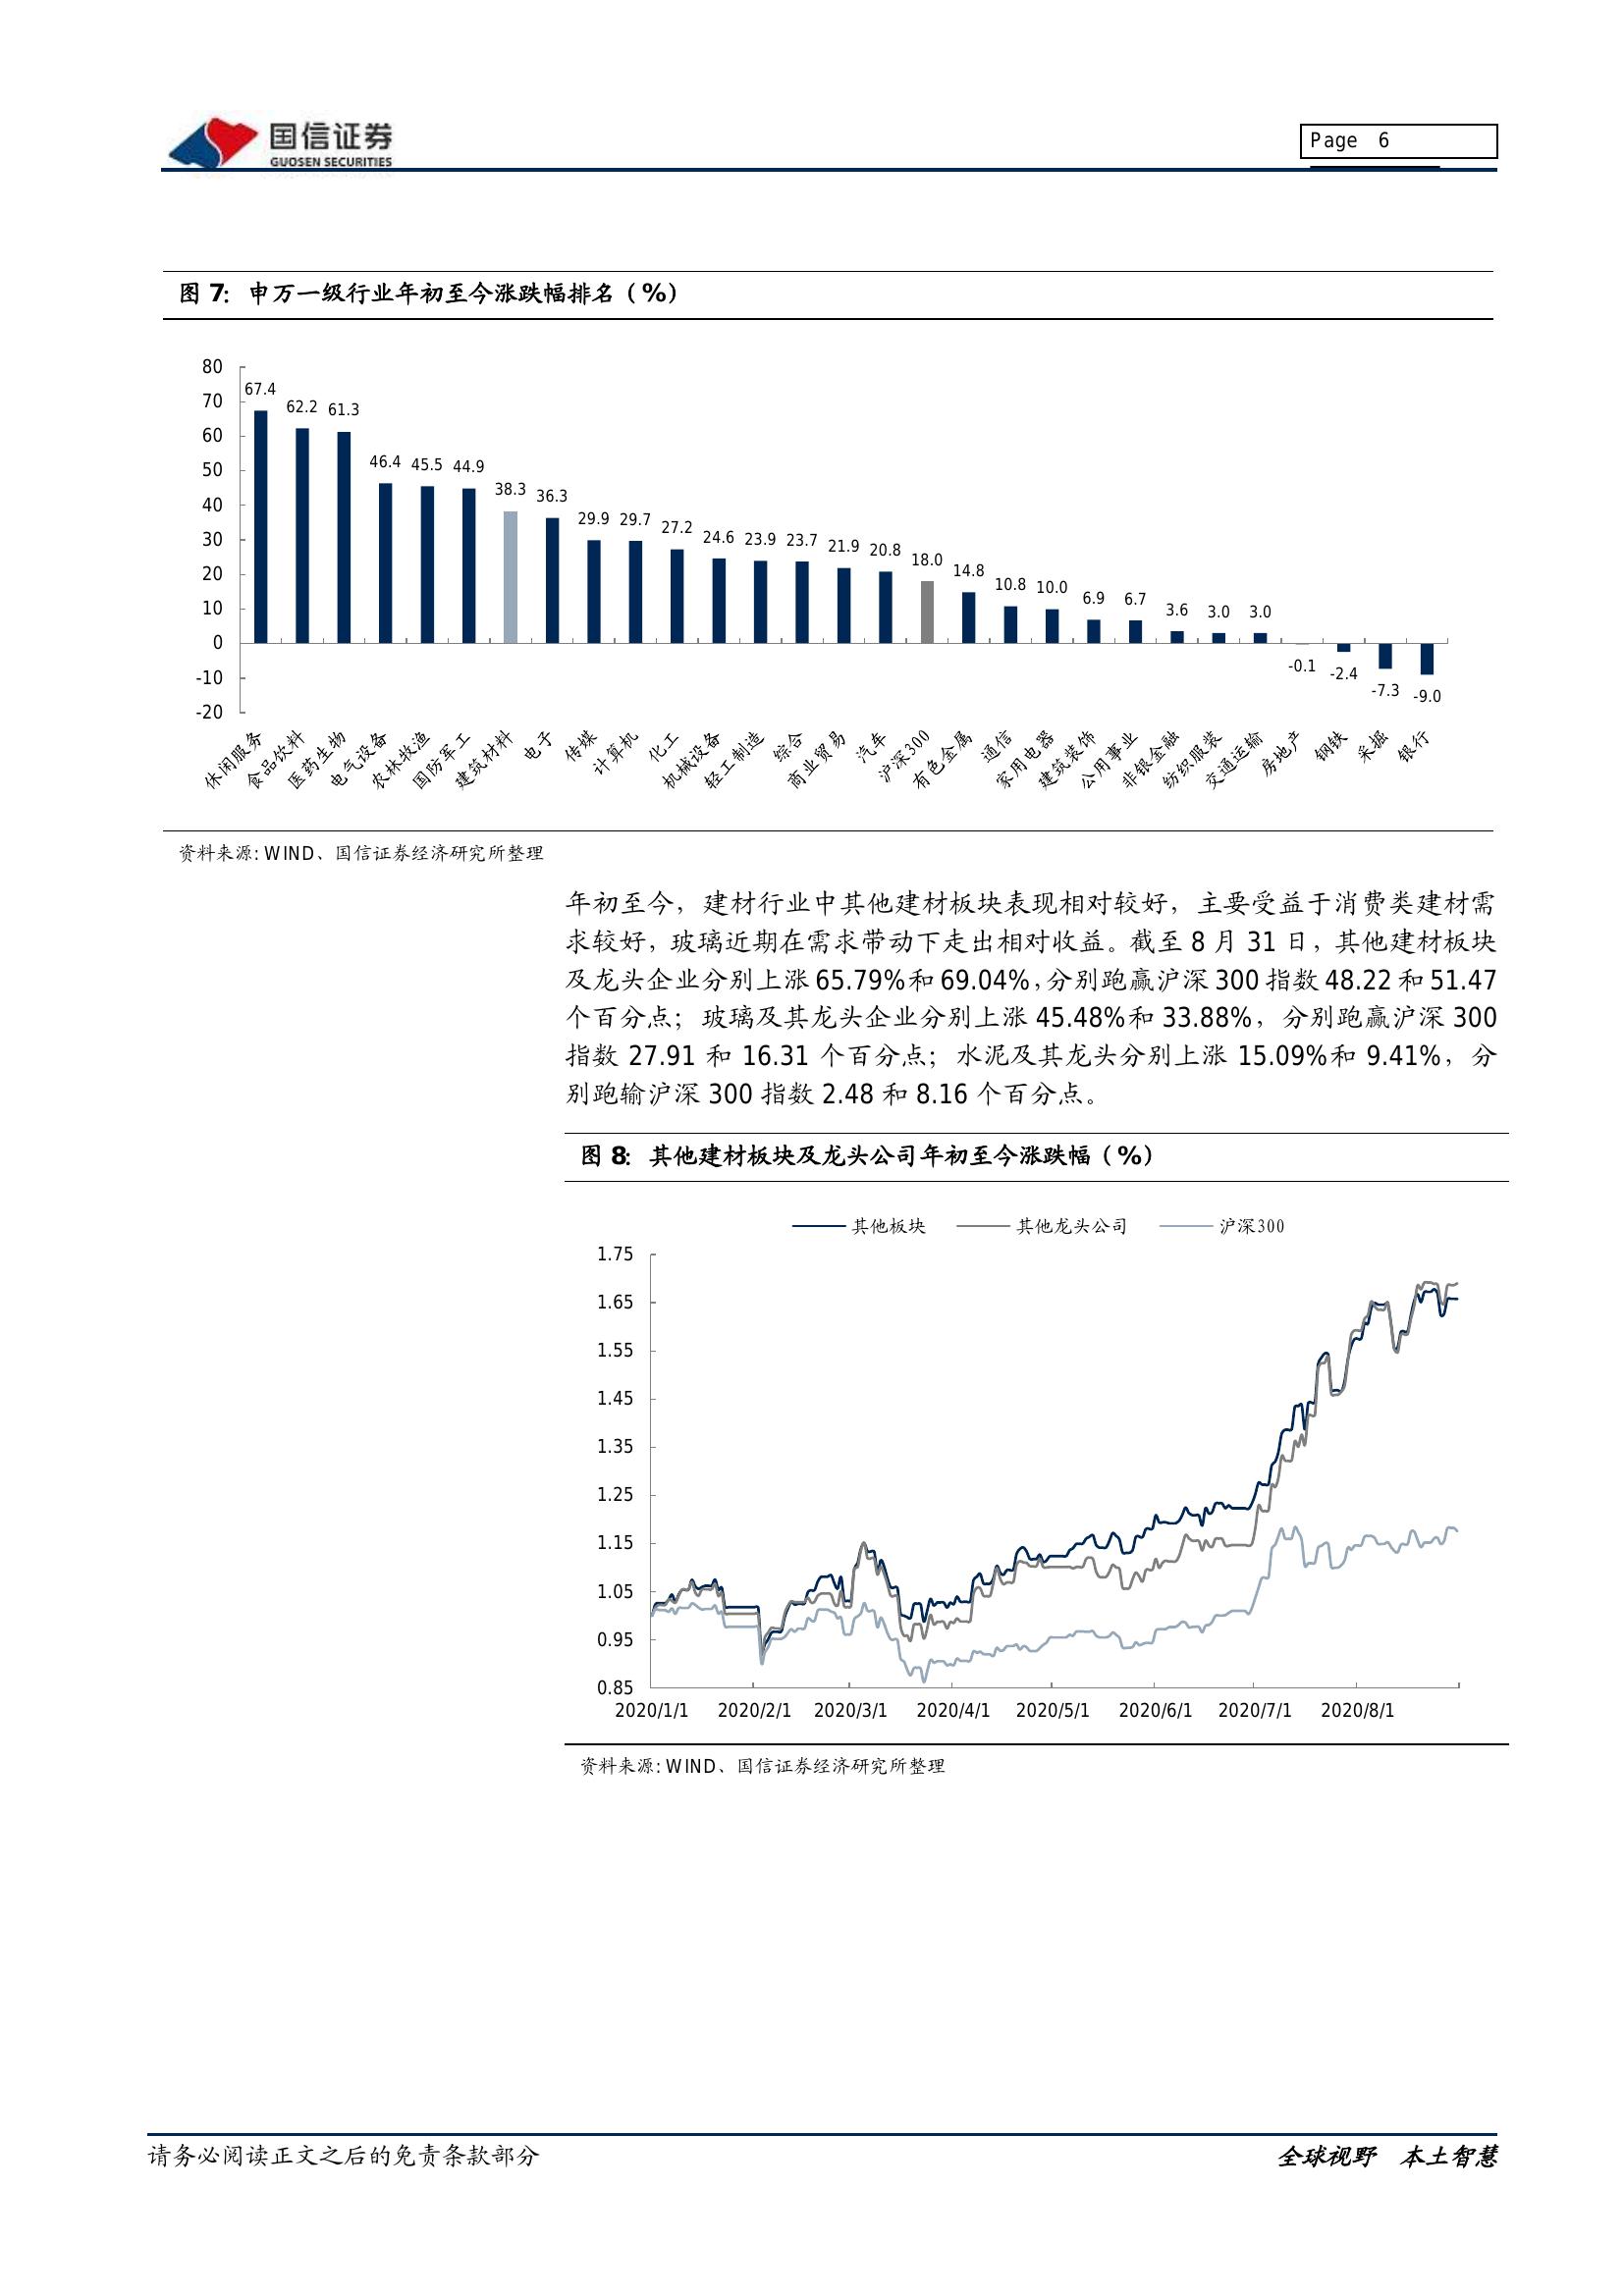 国信证券
GUOSEN SECURITIES
Page 6
图 7：申万一级行业年初至今涨跌幅排名（%）
80
70
60
50
40
30
20
10
0
-10
-20
67.4
62.2
61.3
46.4
45.5
44.9
38.3
36.3
29.9
29.7
27.2
24.6
23.9
23.7
21.9
20.8
18.0
14.8
10.8
10.0
6.9
6.7
3.6
3.0
3.0
-0.1
-2.4
-7.3
-9.0
休闲服务
食品饮料
医药生物
电气设备
农林牧渔
国防军工
建筑材料
电子
传媒
计算机
化工
机械设备
轻工制造
综合
商业贸易
汽车
沪深300
有色金属
通信
家用电器
建筑装饰
公用事业
非银金融
纺织服装
交通运输
房地产
钢铁
采掘
银行
资料来源：WIND、国信证券经济研究所整理
年初至今，建材行业中其他建材板块表现相对较好，主要受益于消费类建材需
求较好，玻璃近期在需求带动下走出相对收益。截至 8 月 31 日，其他建材板块
及龙头企业分别上涨 65.79%和 69.04%，分别跑赢沪深 300 指数 48.22 和 51.47
个百分点；玻璃及其龙头企业分别上涨 45.48%和 33.88%，分别跑赢沪深 300
指数 27.91 和 16.31 个百分点；水泥及其龙头分别上涨 15.09%和 9.41%，分
别跑输沪深 300 指数 2.48 和 8.16 个百分点。
图 8：其他建材板块及龙头公司年初至今涨跌幅（%）
其他板块 其他龙头公司 沪深300
1.75
1.65
1.55
1.45
1.35
1.25
1.15
1.05
0.95
0.85
2020/1/1 2020/2/1 2020/3/1 2020/4/1 2020/5/1 2020/6/1 2020/7/1 2020/8/1
资料来源：WIND、国信证券经济研究所整理
请务必阅读正文之后的免责条款部分
全球视野 本土智慧